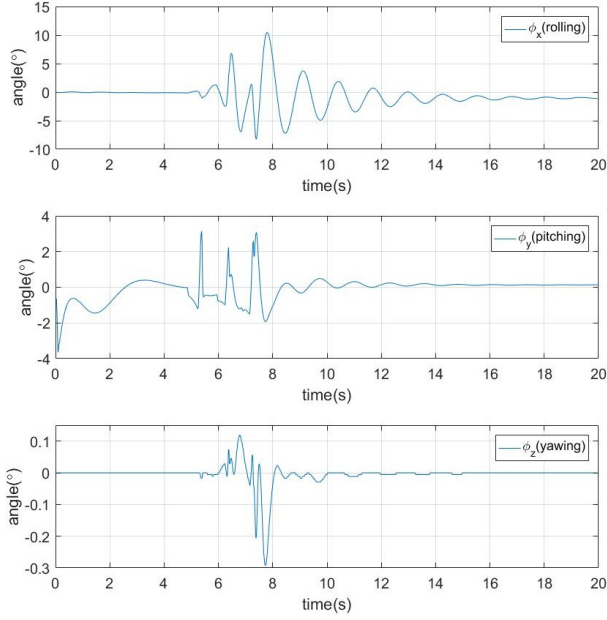 15
10
5
0
-5
-10
angle(°)
ϕx(rolling)
0 2 4 6 8 10 12 14 16 18 20
time(s)
4
2
0
-2
-4
angle(°)
ϕy(pitching)
0 2 4 6 8 10 12 14 16 18 20
time(s)
0.1
0
-0.1
-0.2
-0.3
angle(°)
ϕz(yawing)
0 2 4 6 8 10 12 14 16 18 20
time(s)